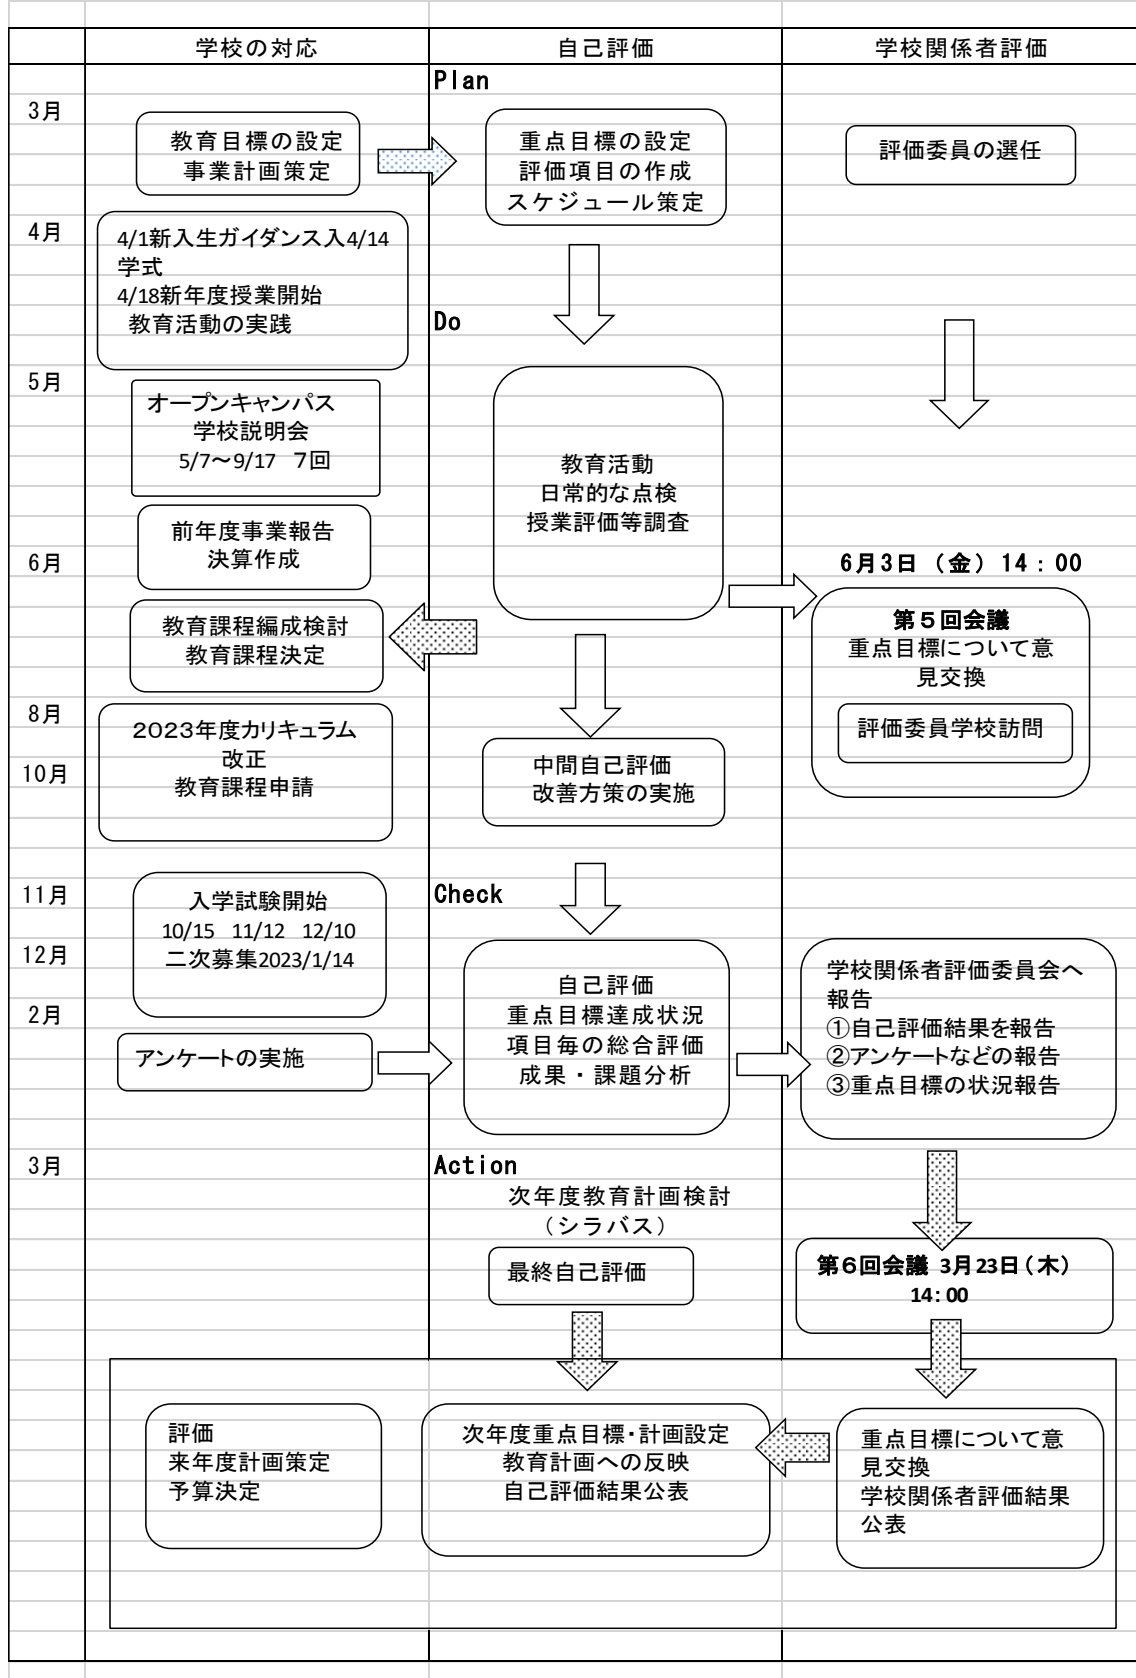 学校の対応
自己評価
学校関係者評価
Plan
3月
教育目標の設定
事業計画策定
重点目標の設定
評価項目の作成
スケジュール策定
評価委員の選任
4月
4/1新入生ガイダンス入4/14
学式
4/18新年度授業開始
教育活動の実践
Do
5月
オープンキャンパス
学校説明会
5/7～9/17 7回
教育活動
日常的な点検
授業評価等調査
前年度事業報告
決算作成
6月
6月3日（金）14：00
第５回会議
重点目標について意
見交換
評価委員学校訪問
教育課程編成検討
教育課程決定
8月
２０２３年度カリキュラム
改正
教育課程申請
10月
中間自己評価
改善方策の実施
11月
Check
入学試験開始
10/15 11/12 12/10
二次募集2023/1/14
12月
自己評価
重点目標達成状況
項目毎の総合評価
成果・課題分析
学校関係者評価委員会へ
報告
①自己評価結果を報告
②アンケートなどの報告
③重点目標の状況報告
2月
アンケートの実施
3月
Action
次年度教育計画検討
（シラバス）
最終自己評価
第６回会議 3月23日（木）
14：00
評価
来年度計画策定
予算決定
次年度重点目標・計画設定
教育計画への反映
自己評価結果公表
重点目標について意
見交換
学校関係者評価結果
公表